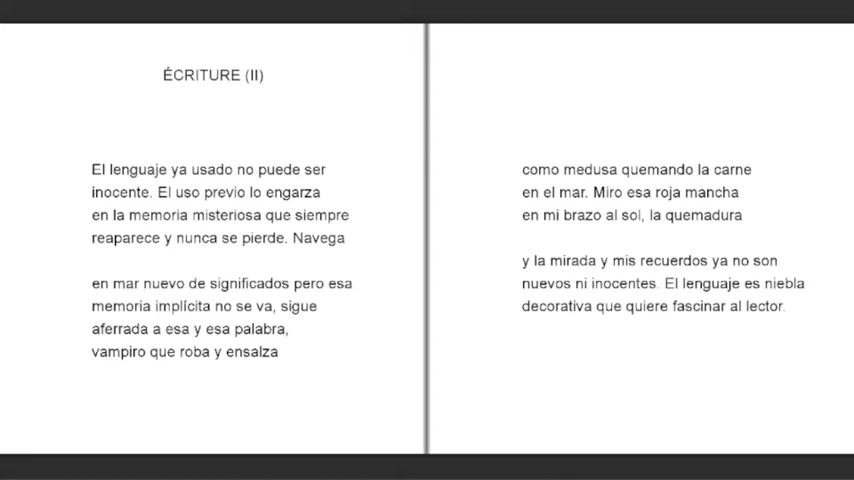 ÉCRITURE (II)
El lenguaje ya usado no puede ser
inocente. El uso previo lo engarza
en la memoria misteriosa que siempre
reaparece y nunca se pierde. Navega
en mar nuevo de significados pero esa
memoria implícita no se va, sigue
aferrada a esa y esa palabra,
vampiro que roba y ensalza
como medusa quemando la carne
en el mar. Miro esa roja mancha
en mi brazo al sol, la quemadura
y la mirada y mis recuerdos ya no son
nuevos ni inocentes. El lenguaje es niebla
decorativa que quiere fascinar al lector.